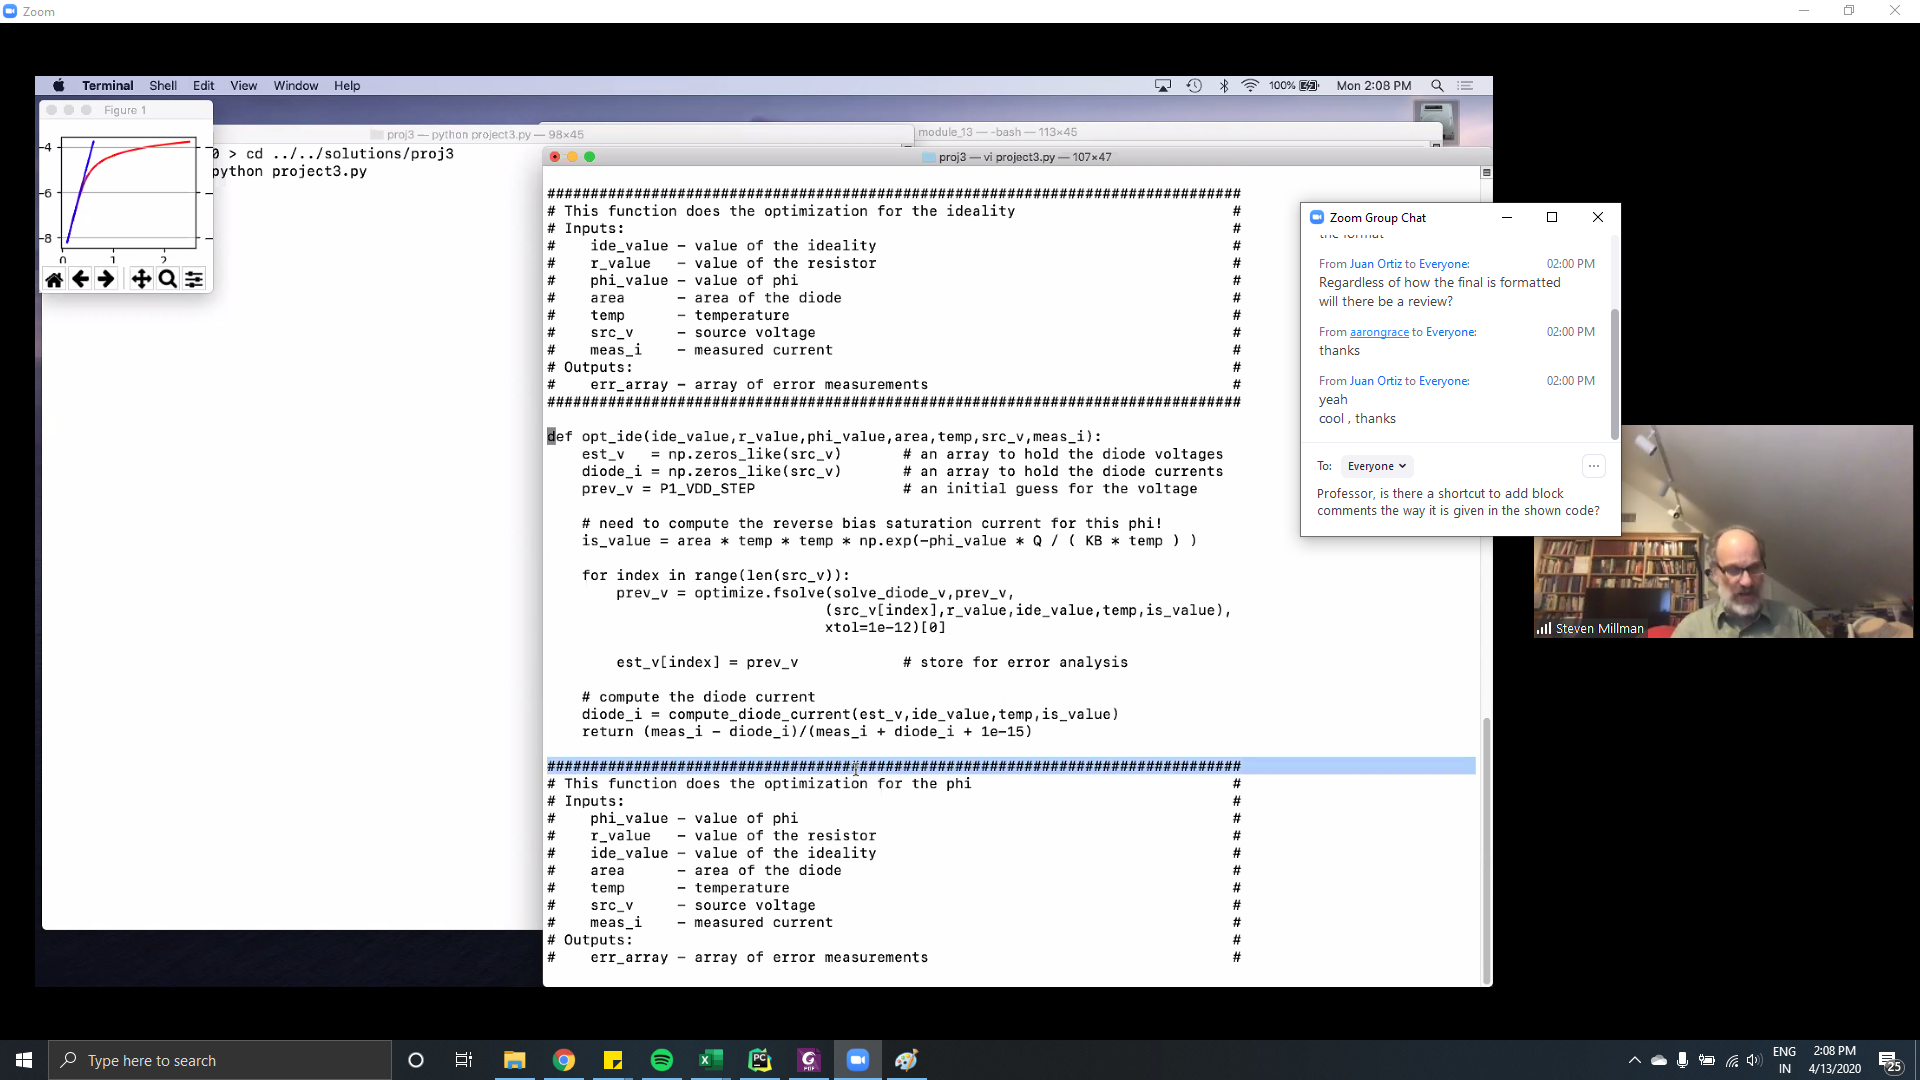 Zoom
Terminal Shell Edit View Window Help
100% Mon 2:08 PM
Figure 1
-4
-6
-8
0 1 2
proj3 — python project3.py — 98×45
0 > cd ../../solutions/proj3
python project3.py
module_13 — -bash — 113×45
proj3 — vi project3.py — 107×47
################################################################################
# This function does the optimization for the ideality #
# Inputs: #
# ide_value – value of the ideality #
# r_value – value of the resistor #
# phi_value – value of phi #
# area – area of the diode #
# temp – temperature #
# src_v – source voltage #
# meas_i – measured current #
# Outputs: #
# err_array – array of error measurements #
################################################################################
def opt_ide(ide_value,r_value,phi_value,area,temp,src_v,meas_i):
est_v = np.zeros_like(src_v) # an array to hold the diode voltages
diode_i = np.zeros_like(src_v) # an array to hold the diode currents
prev_v = P1_VDD_STEP # an initial guess for the voltage
# need to compute the reverse bias saturation current for this phi!
is_value = area * temp * temp * np.exp(-phi_value * Q / ( KB * temp ) )
for index in range(len(src_v)):
prev_v = optimize.fsolve(solve_diode_v,prev_v,
(src_v[index],r_value,ide_value,temp,is_value),
xtol=1e-12)[0]
est_v[index] = prev_v # store for error analysis
# compute the diode current
diode_i = compute_diode_current(est_v,ide_value,temp,is_value)
return (meas_i – diode_i)/(meas_i + diode_i + 1e-15)
################################################################################
# This function does the optimization for the phi #
# Inputs: #
# phi_value – value of phi #
# r_value – value of the resistor #
# ide_value – value of the ideality #
# area – area of the diode #
# temp – temperature #
# src_v – source voltage #
# meas_i – measured current #
# Outputs: #
# err_array – array of error measurements #
Zoom Group Chat
the format
From Juan Ortiz to Everyone: 02:00 PM
Regardless of how the final is formatted
will there be a review?
From aarongrace to Everyone: 02:00 PM
thanks
From Juan Ortiz to Everyone: 02:00 PM
yeah
cool , thanks
To: Everyone
Professor, is there a shortcut to add block
comments the way it is given in the shown code?
Steven Millman
Type here to search
PC
PDF
ENG
IN
2:08 PM
4/13/2020
25